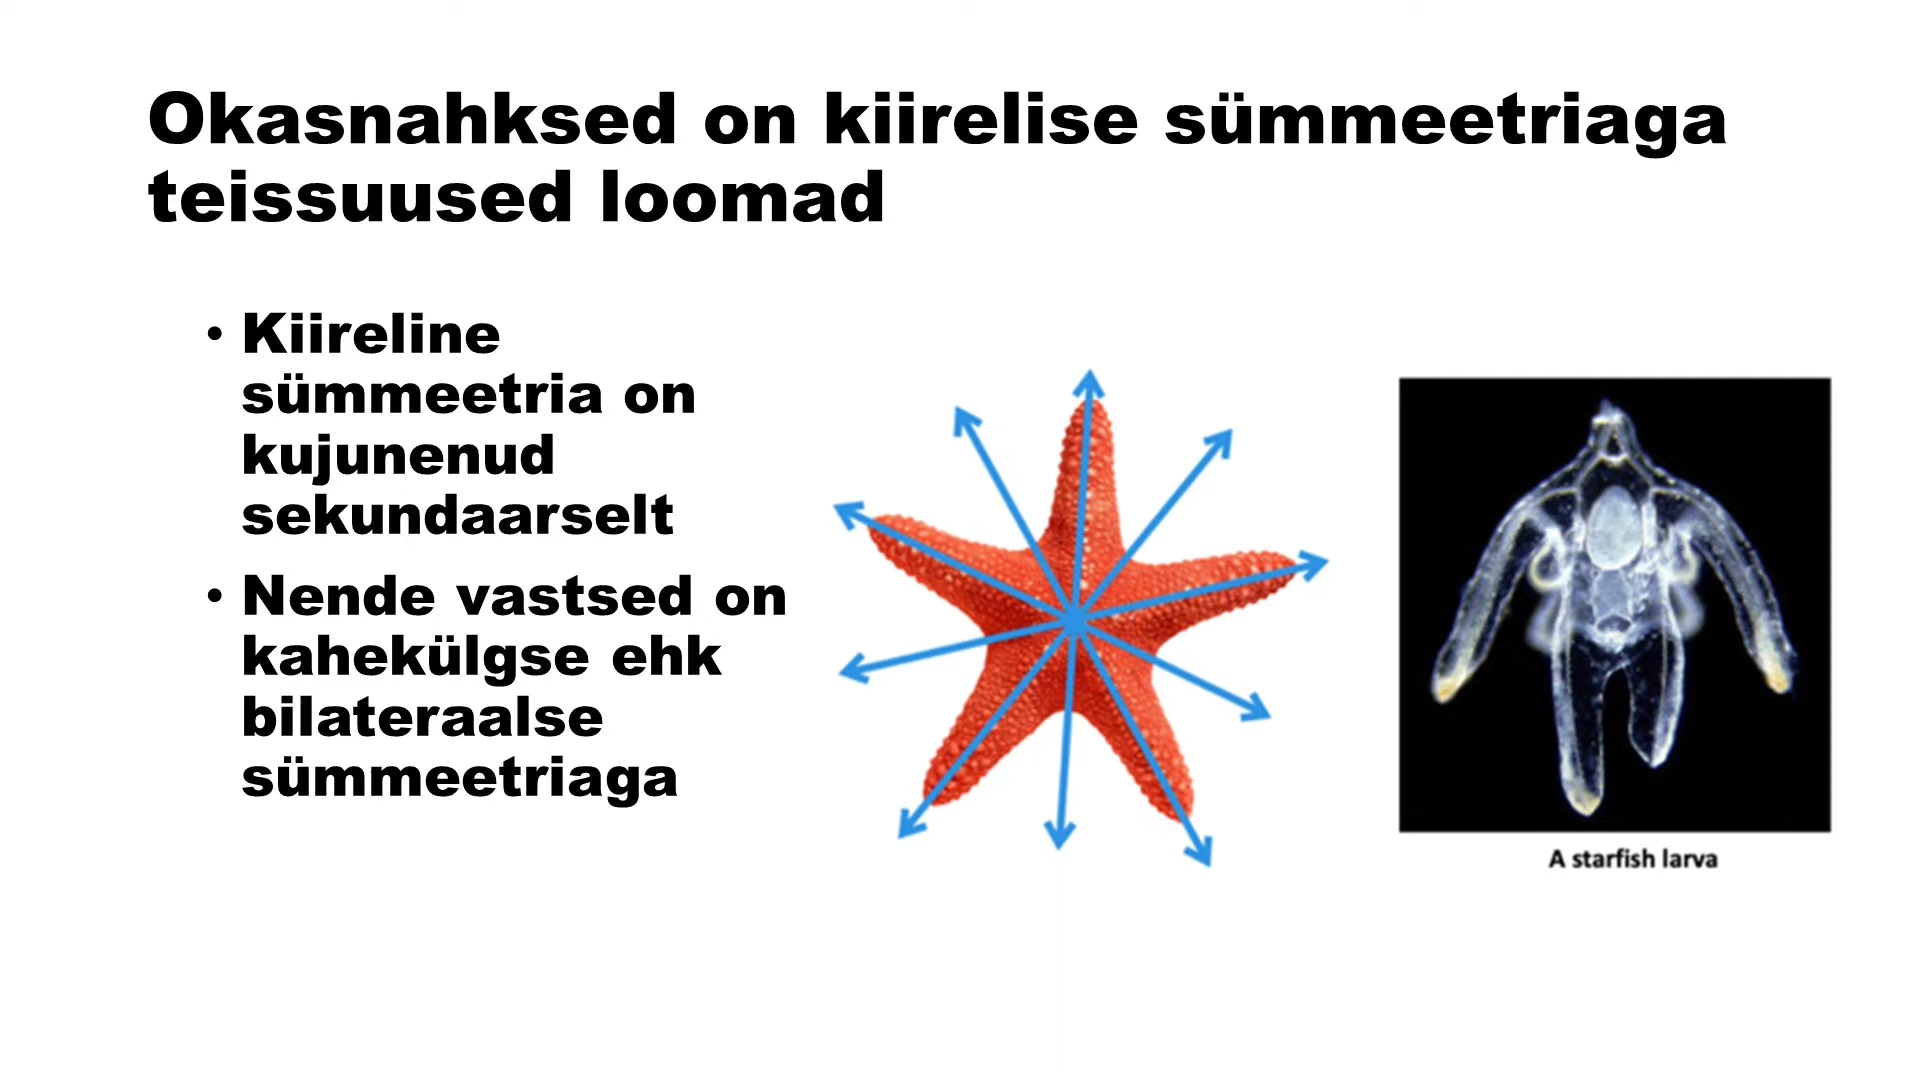 Okasnahksed on kiirelise sümmeetriaga
teissuused loomad
• Kiireline
sümmeetria on
kujunenud
sekundaarselt
• Nende vastsed on
kahekülgse ehk
bilateraalse
sümmeetriaga
A starfish larva